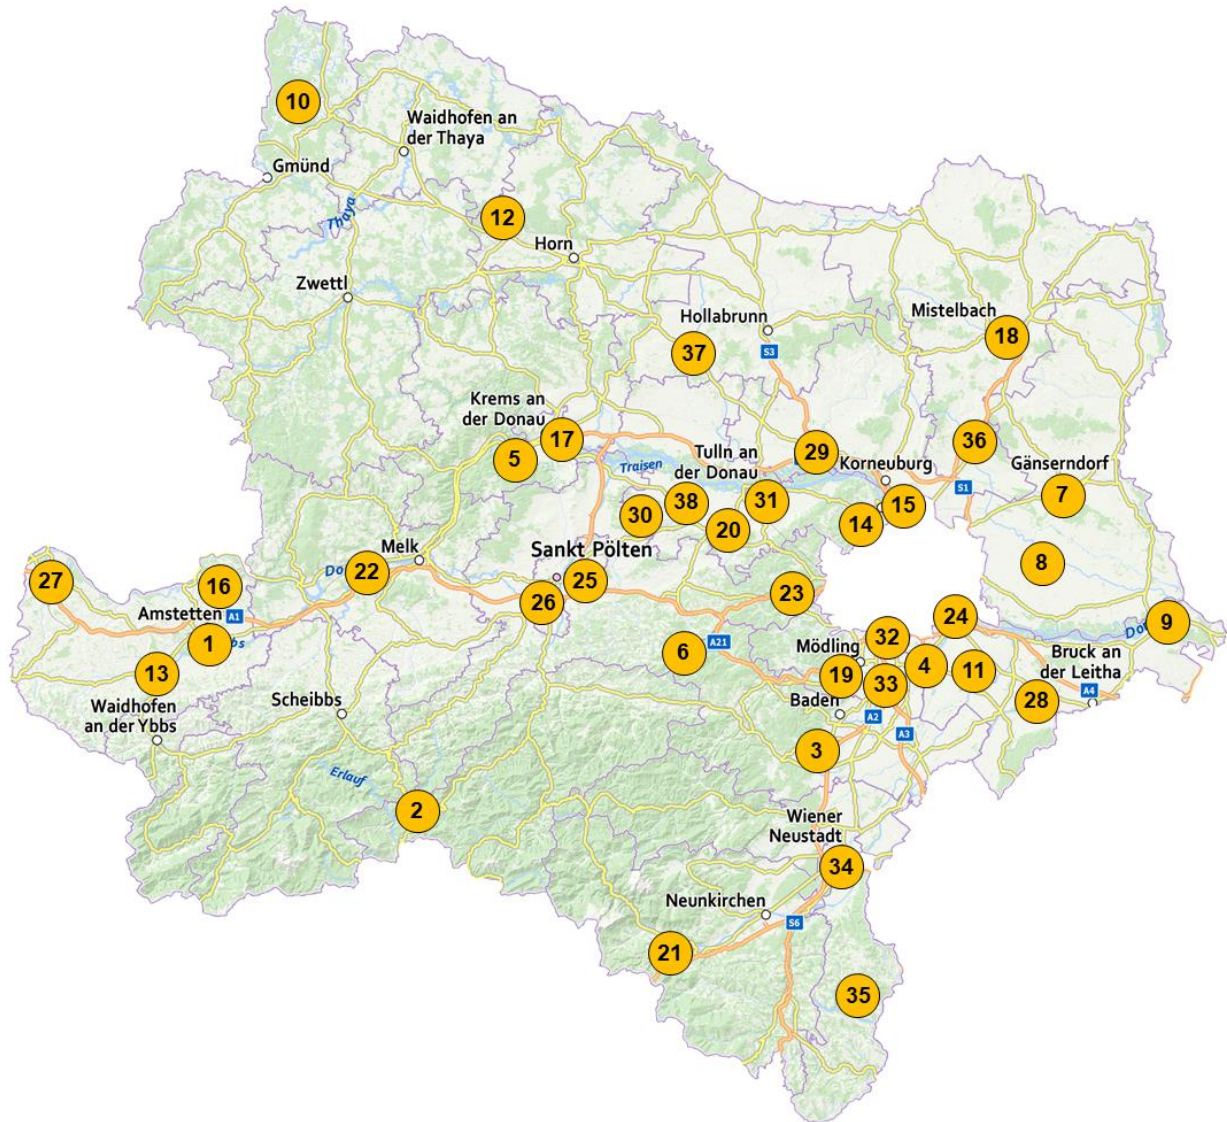 10
Waidhofen an
der Thaya
Gmünd
Thaya
12
Horn
Zwettl
Hollabrunn
Mistelbach
18
S3
37
Krems an
der Donau
17
5
Traisen
Tulln an
der Donau
29
Korneuburg
36
S1
Gänserndorf
7
30
38
31
20
14
15
Sankt Pölten
Melk
Do
22
25
26
8
27
16
Amstetten
A1
1
bs
23
24
9
Do
6
A21
32
Mödling
19
4
11
33
Bruck an
der Leitha
A4
28
13
Waidhofen
an der Ybbs
Scheibbs
Baden
A2
A3
3
Erlauf
2
Wiener
Neustadt
34
Neunkirchen
S6
21
35